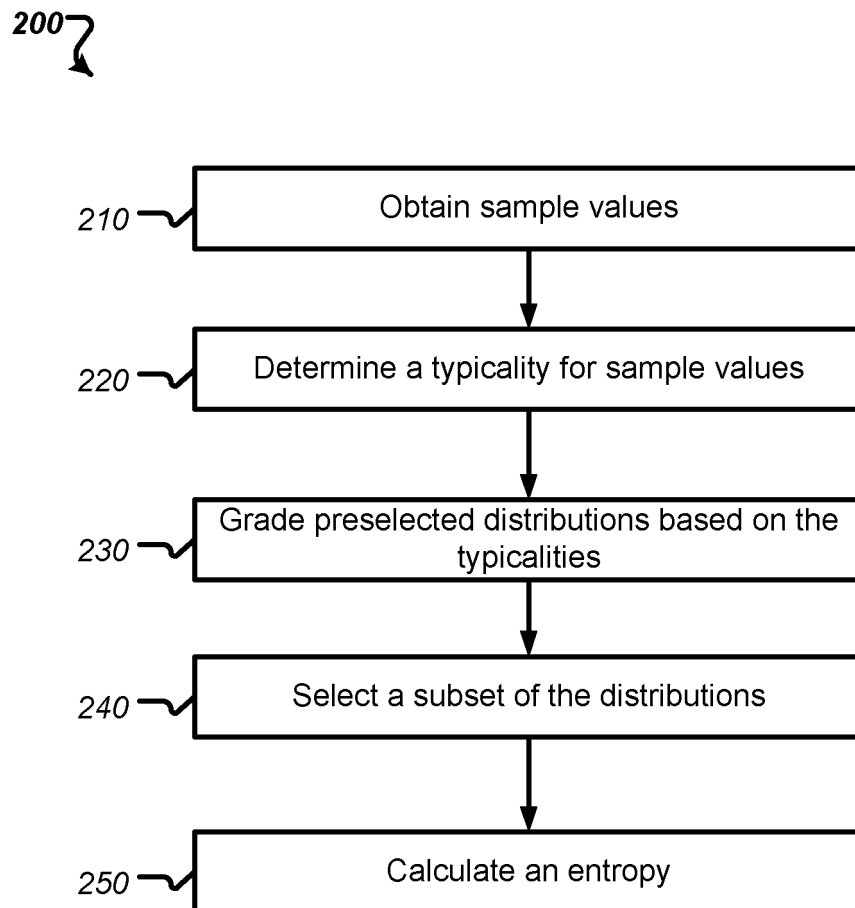 200
210
Obtain sample values
220
Determine a typicality for sample values
230
Grade preselected distributions based on the
typicalities
240
Select a subset of the distributions
250
Calculate an entropy